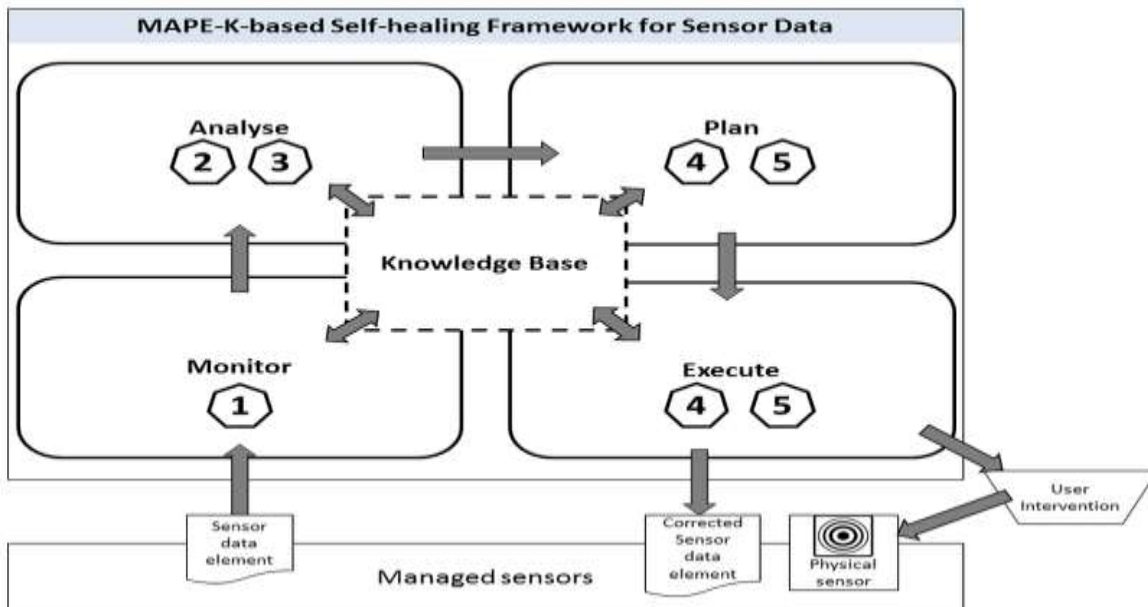 MAPE-K-based Self-healing Framework for Sensor Data
Analyse
2 3
Plan
4 5
Knowledge Base
Monitor
1
Execute
4 5
User
Intervention
Sensor
data
element
Corrected
Sensor
data
element
Physical
sensor
Managed sensors